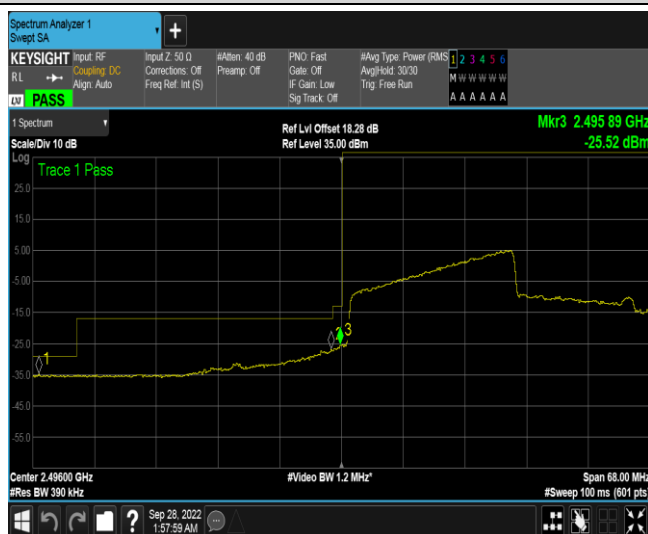 Spectrum Analyzer 1
Swept SA
+
KEYSIGHT
RL
LXI PASS
Input: RF
Coupling: DC
Align: Auto
Input Z: 50 Ω
Corrections: Off
Freq Ref: Int (S)
#Atten: 40 dB
Preamp: Off
PNO: Fast
Gate: Off
IF Gain: Low
Sig Track: Off
#Avg Type: Power (RMS
Avg|Hold: 30/30
Trig: Free Run
1 2 3 4 5 6
M W W W W W
A A A A A A
1 Spectrum
Scale/Div 10 dB
Ref Lvl Offset 18.28 dB
Ref Level 35.00 dBm
Mkr3 2.495 89 GHz
-25.52 dBm
Log
Trace 1 Pass
25.0
15.0
5.00
-5.00
-15.0
-25.0
-35.0
-45.0
-55.0
1
3
Center 2.49600 GHz
#Res BW 390 kHz
#Video BW 1.2 MHz*
Span 68.00 MHz
#Sweep 100 ms (601 pts)
?
Sep 28, 2022
1:57:59 AM